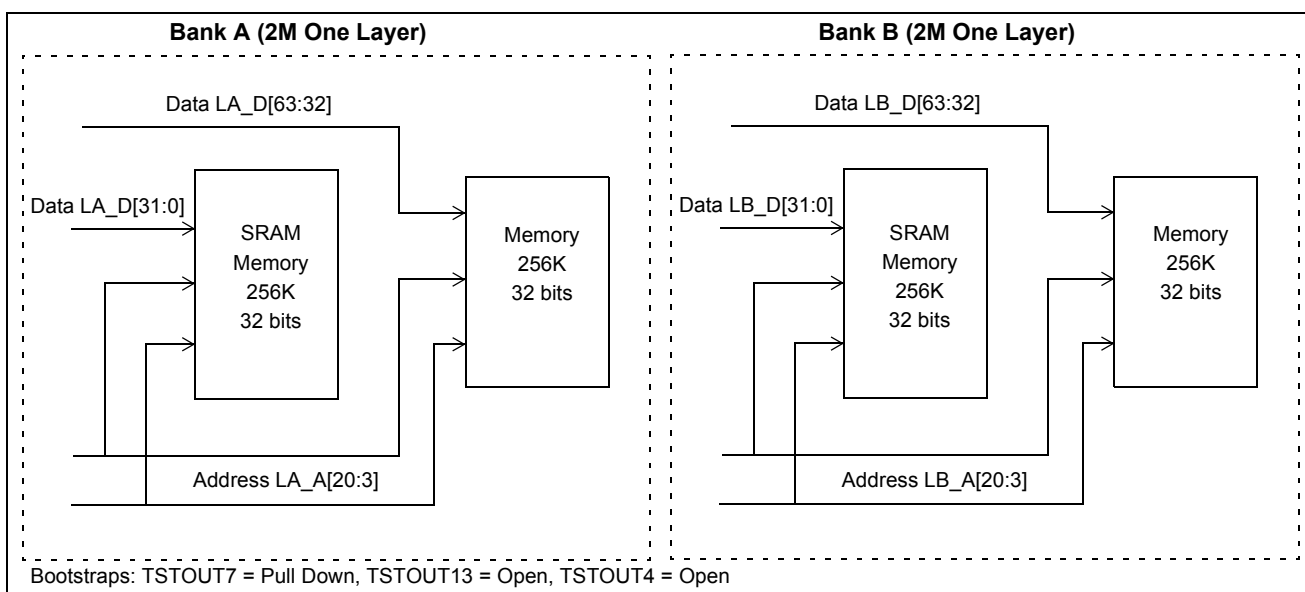 Bank A (2M One Layer)
Data LA_D[63:32]
Data LA_D[31:0]
SRAM
Memory
256K
32 bits
Memory
256K
32 bits
Address LA_A[20:3]
Bank B (2M One Layer)
Data LB_D[63:32]
Data LB_D[31:0]
SRAM
Memory
256K
32 bits
Memory
256K
32 bits
Address LB_A[20:3]
Bootstraps: TSTOUT7 = Pull Down, TSTOUT13 = Open, TSTOUT4 = Open